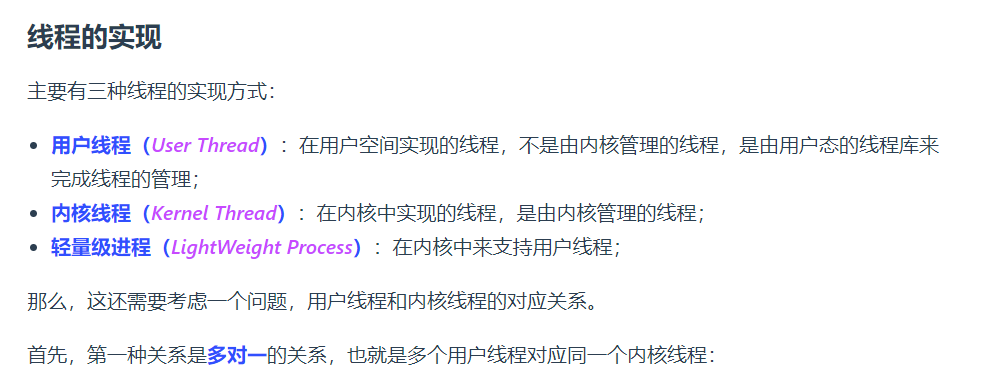 线程的实现
主要有三种线程的实现方式：
用户线程（User Thread）：在用户空间实现的线程，不是由内核管理的线程，是由用户态的线程库来
完成线程的管理；
内核线程（Kernel Thread）：在内核中实现的线程，是由内核管理的线程；
轻量级进程（LightWeight Process）：在内核中来支持用户线程；
那么，这还需要考虑一个问题，用户线程和内核线程的对应关系。
首先，第一种关系是多对一的关系，也就是多个用户线程对应同一个内核线程：